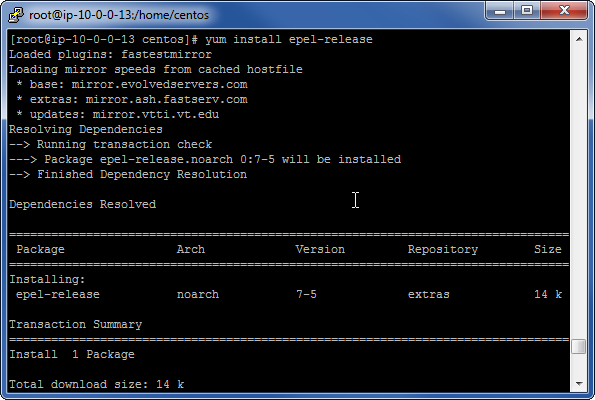 root@ip-10-0-0-13:/home/centos
[root@ip-10-0-0-13 centos]# yum install epel-release
Loaded plugins: fastestmirror
Loading mirror speeds from cached hostfile
 * base: mirror.evolvedservers.com
 * extras: mirror.ash.fastserv.com
 * updates: mirror.vtti.vt.edu
Resolving Dependencies
--> Running transaction check
---> Package epel-release.noarch 0:7-5 will be installed
--> Finished Dependency Resolution

Dependencies Resolved

================================================================================
 Package                Arch             Version            Repository        Size
================================================================================
Installing:
 epel-release           noarch           7-5                extras            14 k

Transaction Summary
================================================================================
Install  1 Package

Total download size: 14 k